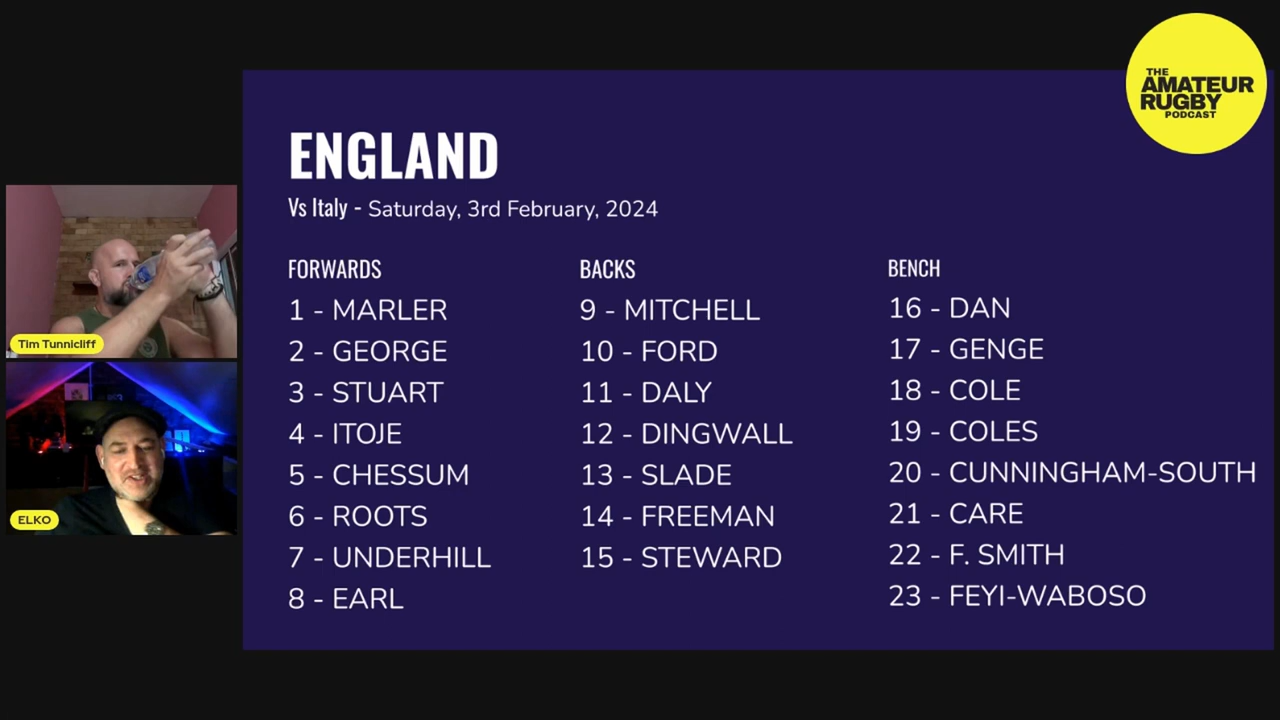 THE
AMATEUR
RUGBY
PODCAST
ENGLAND
Vs Italy - Saturday, 3rd February, 2024
FORWARDS
1 - MARLER
2 - GEORGE
3 - STUART
4 - ITOJE
5 - CHESSUM
6 - ROOTS
7 - UNDERHILL
8 - EARL
BACKS
9 - MITCHELL
10 - FORD
11 - DALY
12 - DINGWALL
13 - SLADE
14 - FREEMAN
15 - STEWARD
BENCH
16 - DAN
17 - GENGE
18 - COLE
19 - COLES
20 - CUNNINGHAM-SOUTH
21 - CARE
22 - F. SMITH
23 - FEYI-WABOSO
Tim Tunnicliff
ELKO